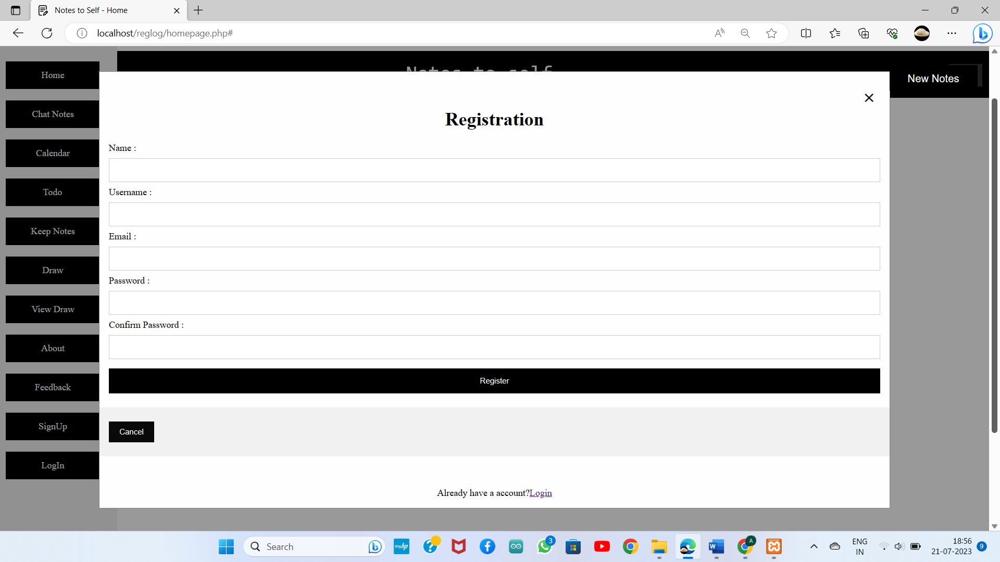 Notes to Self - Home
localhost/reglog/homepage.php#
Notes to self
New Notes
Home
Chat Notes
Calendar
Todo
Keep Notes
Draw
View Draw
About
Feedback
SignUp
LogIn
Registration
Name :
Username :
Email :
Password :
Confirm Password :
Register
Cancel
Already have a account?Login
Search
myhp
3
A
ENG
IN
18:56
21-07-2023
9